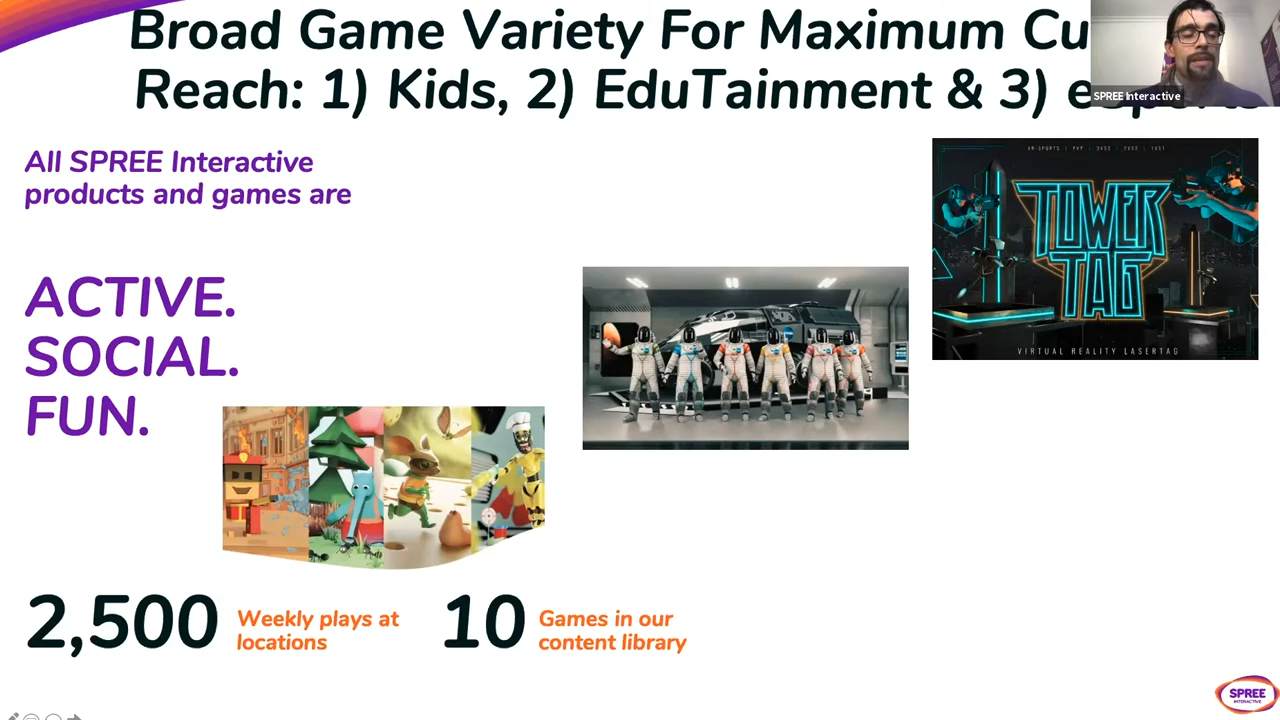 Broad Game Variety For Maximum Cu
Reach: 1) Kids, 2) EduTainment & 3) e
SPREE Interactive
All SPREE Interactive
products and games are
ACTIVE.
SOCIAL.
FUN.
TOWER
TAG
VIRTUAL REALITY LASERTAG
2,500
Weekly plays at
locations
10
Games in our
content library
SPREE
INTERACTIVE